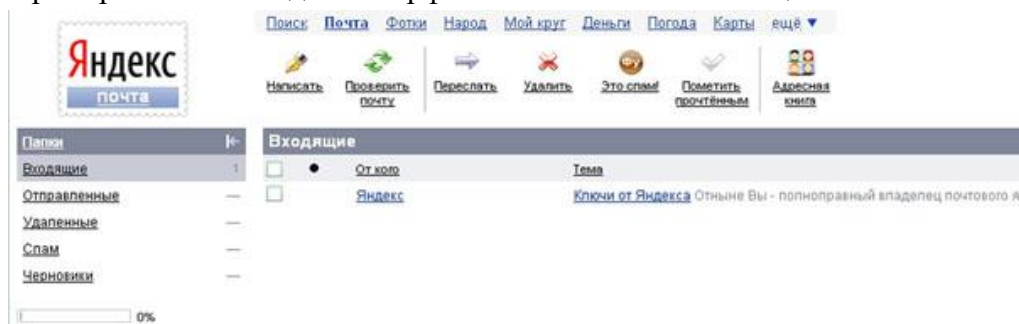 Поиск Почта Фотки Народ Мой круг Деньги Погода Карты ещё ▼
Яндекс
почта
Написать Проверить почту Переслать Удалить Это спам! Пометить прочтённым Адресная книга
Папки
Входящие
Входящие 1
От кого Тема
Отправленные —
Яндекс Ключи от Яндекса Отныне Вы - полноправный владелец почтового
Удаленные —
Спам —
Черновики —
0%